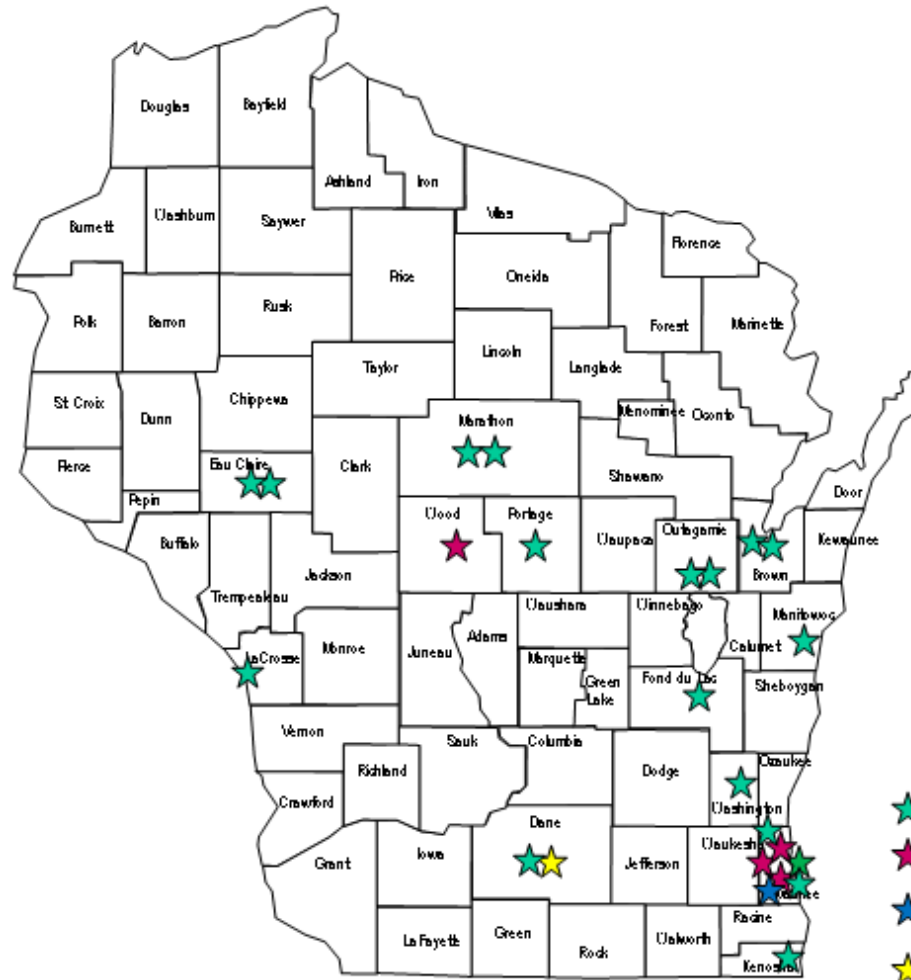 Douglas
Bayfield
Ashland
Iron
Vilas
Burnett
Washburn
Saywer
Florence
Price
Oneida
Polk
Barron
Rusk
Forest
Marinette
Lincoln
Langlade
Taylor
St. Croix
Dunn
Chippewa
Menominee
Oconto
Marathon
Pierce
Eau Claire
Clark
Shawano
Door
Pepin
Wood
Portage
Waupaca
Outagamie
Buffalo
Brown
Kewaunee
Jackson
Trempealeau
Waushara
Winnebago
Manitowoc
Adams
Calumet
LaCrosse
Monroe
Juneau
Marquette
Green
Lake
Fond du Lac
Sheboygan
Vernon
Sauk
Columbia
Richland
Dodge
Ozaukee
Crawford
Washington
Dane
Waukesha
Grant
Iowa
Jefferson
Racine
La Fayette
Green
Rock
Walworth
Kenosha